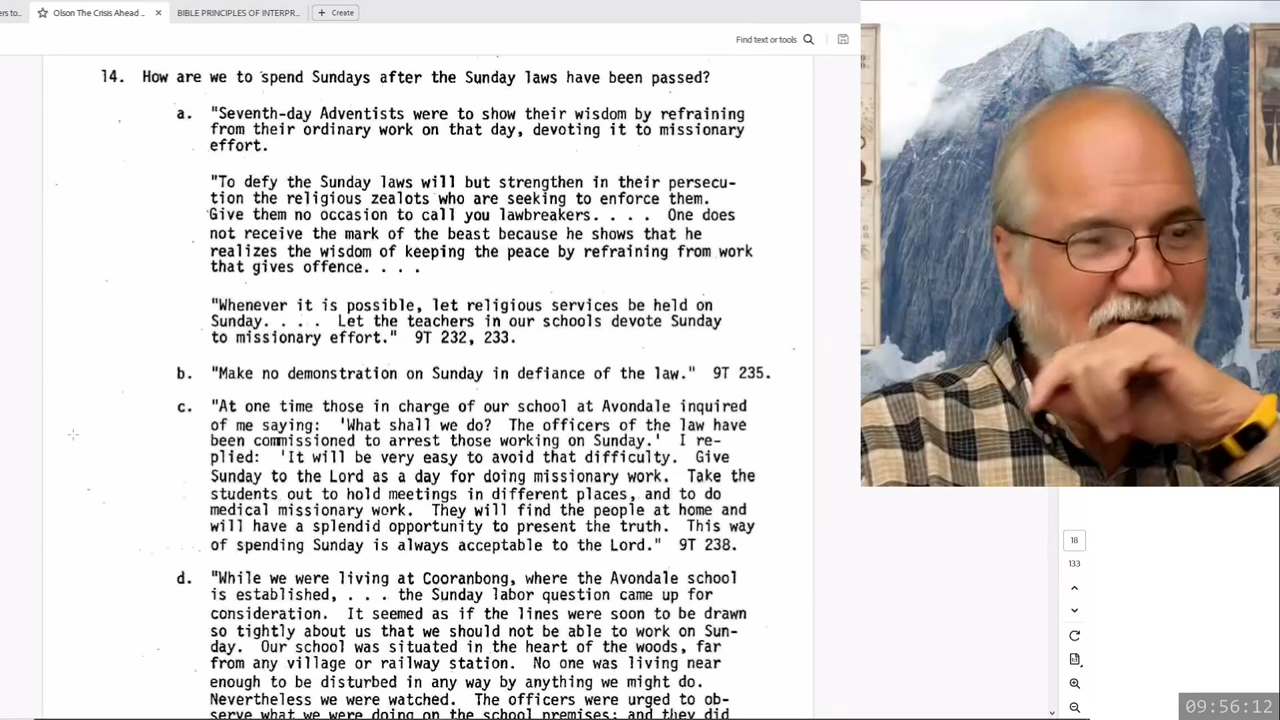 rs to...
Olson The Crisis Ahead ...
BIBLE PRINCIPLES OF INTERPR...
Create
Find text or tools
14. How are we to spend Sundays after the Sunday laws have been passed?
a. "Seventh-day Adventists were to show their wisdom by refraining
from their ordinary work on that day, devoting it to missionary
effort.
"To defy the Sunday laws will but strengthen in their persecu-
tion the religious zealots who are seeking to enforce them.
Give them no occasion to call you lawbreakers. . . . One does
not receive the mark of the beast because he shows that he
realizes the wisdom of keeping the peace by refraining from work
that gives offence. . . .
"Whenever it is possible, let religious services be held on
Sunday. . . . Let the teachers in our schools devote Sunday
to missionary effort." 9T 232, 233.
b. "Make no demonstration on Sunday in defiance of the law." 9T 235.
c. "At one time those in charge of our school at Avondale inquired
of me saying: 'What shall we do? The officers of the law have
been commissioned to arrest those working on Sunday.' I re-
plied: 'It will be very easy to avoid that difficulty. Give
Sunday to the Lord as a day for doing missionary work. Take the
students out to hold meetings in different places, and to do
medical missionary work. They will find the people at home and
will have a splendid opportunity to present the truth. This way
of spending Sunday is always acceptable to the Lord." 9T 238.
d. "While we were living at Cooranbong, where the Avondale school
is established, . . . the Sunday labor question came up for
consideration. It seemed as if the lines were soon to be drawn
so tightly about us that we should not be able to work on Sun-
day. Our school was situated in the heart of the woods, far
from any village or railway station. No one was living near
enough to be disturbed in any way by anything we might do.
Nevertheless we were watched. The officers were urged to ob-
serve what we were doing on the school premises; and they did
18
133
09:56:12